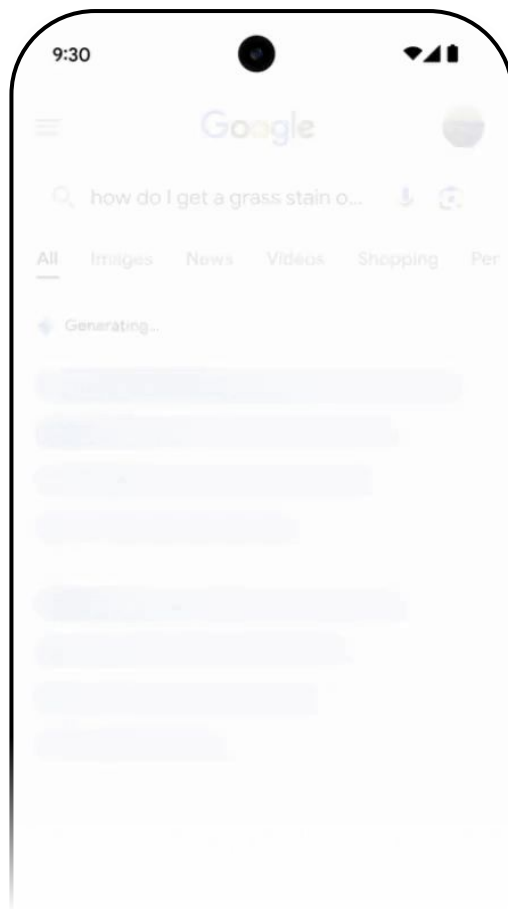 9:30
Google
how do I get a grass stain o...
All Images News Videos Shopping Per
Generating...